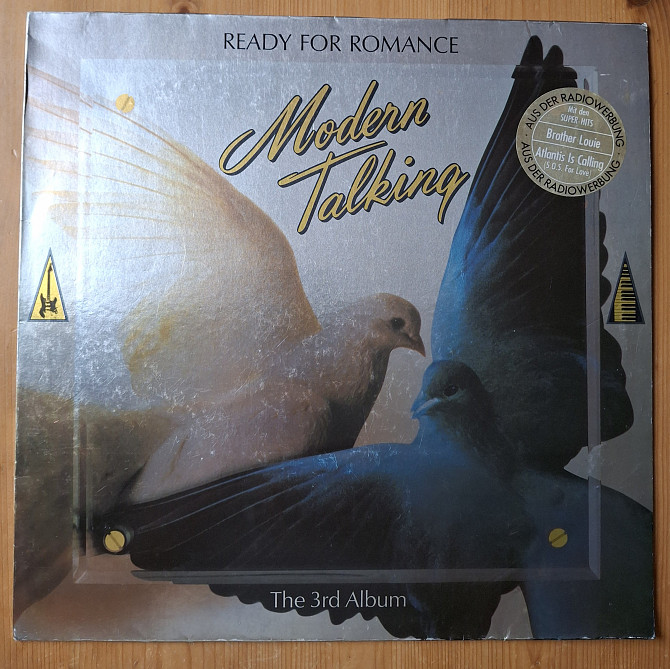 READY FOR ROMANCE
Modern
Talking
· AUS DER RADIOWERBUNG ·
Mit den
SUPER HITS
Brother Louie
Atlantis Is Calling
(S.O.S. For Love)
AUS DER RADIOWERBUNG
The 3rd Album